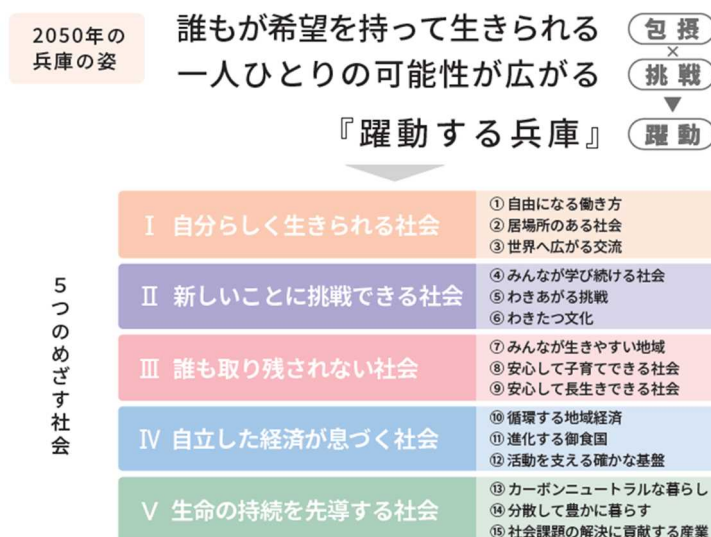 2050年の
兵庫の姿
誰もが希望を持って生きられる
一人ひとりの可能性が広がる
『躍動する兵庫』
包摂
×
挑戦
▼
躍動
5つのめざす社会
Ⅰ 自分らしく生きられる社会
①自由になる働き方
②居場所のある社会
③世界へ広がる交流
Ⅱ 新しいことに挑戦できる社会
④みんなが学び続ける社会
⑤わきあがる挑戦
⑥わきたつ文化
Ⅲ 誰も取り残されない社会
⑦みんなが生きやすい地域
⑧安心して子育てできる社会
⑨安心して長生きできる社会
Ⅳ 自立した経済が息づく社会
⑩循環する地域経済
⑪進化する御食国
⑫活動を支える確かな基盤
Ⅴ 生命の持続を先導する社会
⑬カーボンニュートラルな暮らし
⑭分散して豊かに暮らす
⑮社会課題の解決に貢献する産業